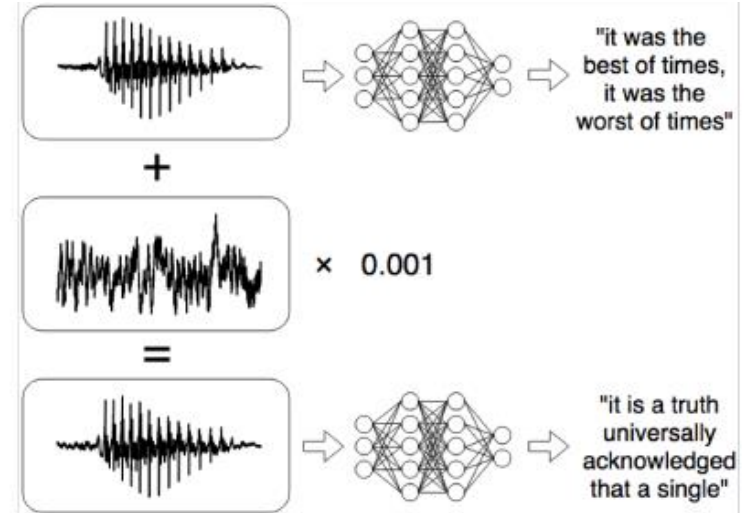 "it was the
best of times,
it was the
worst of times"
+
× 0.001
=
"it is a truth
universally
acknowledged
that a single"